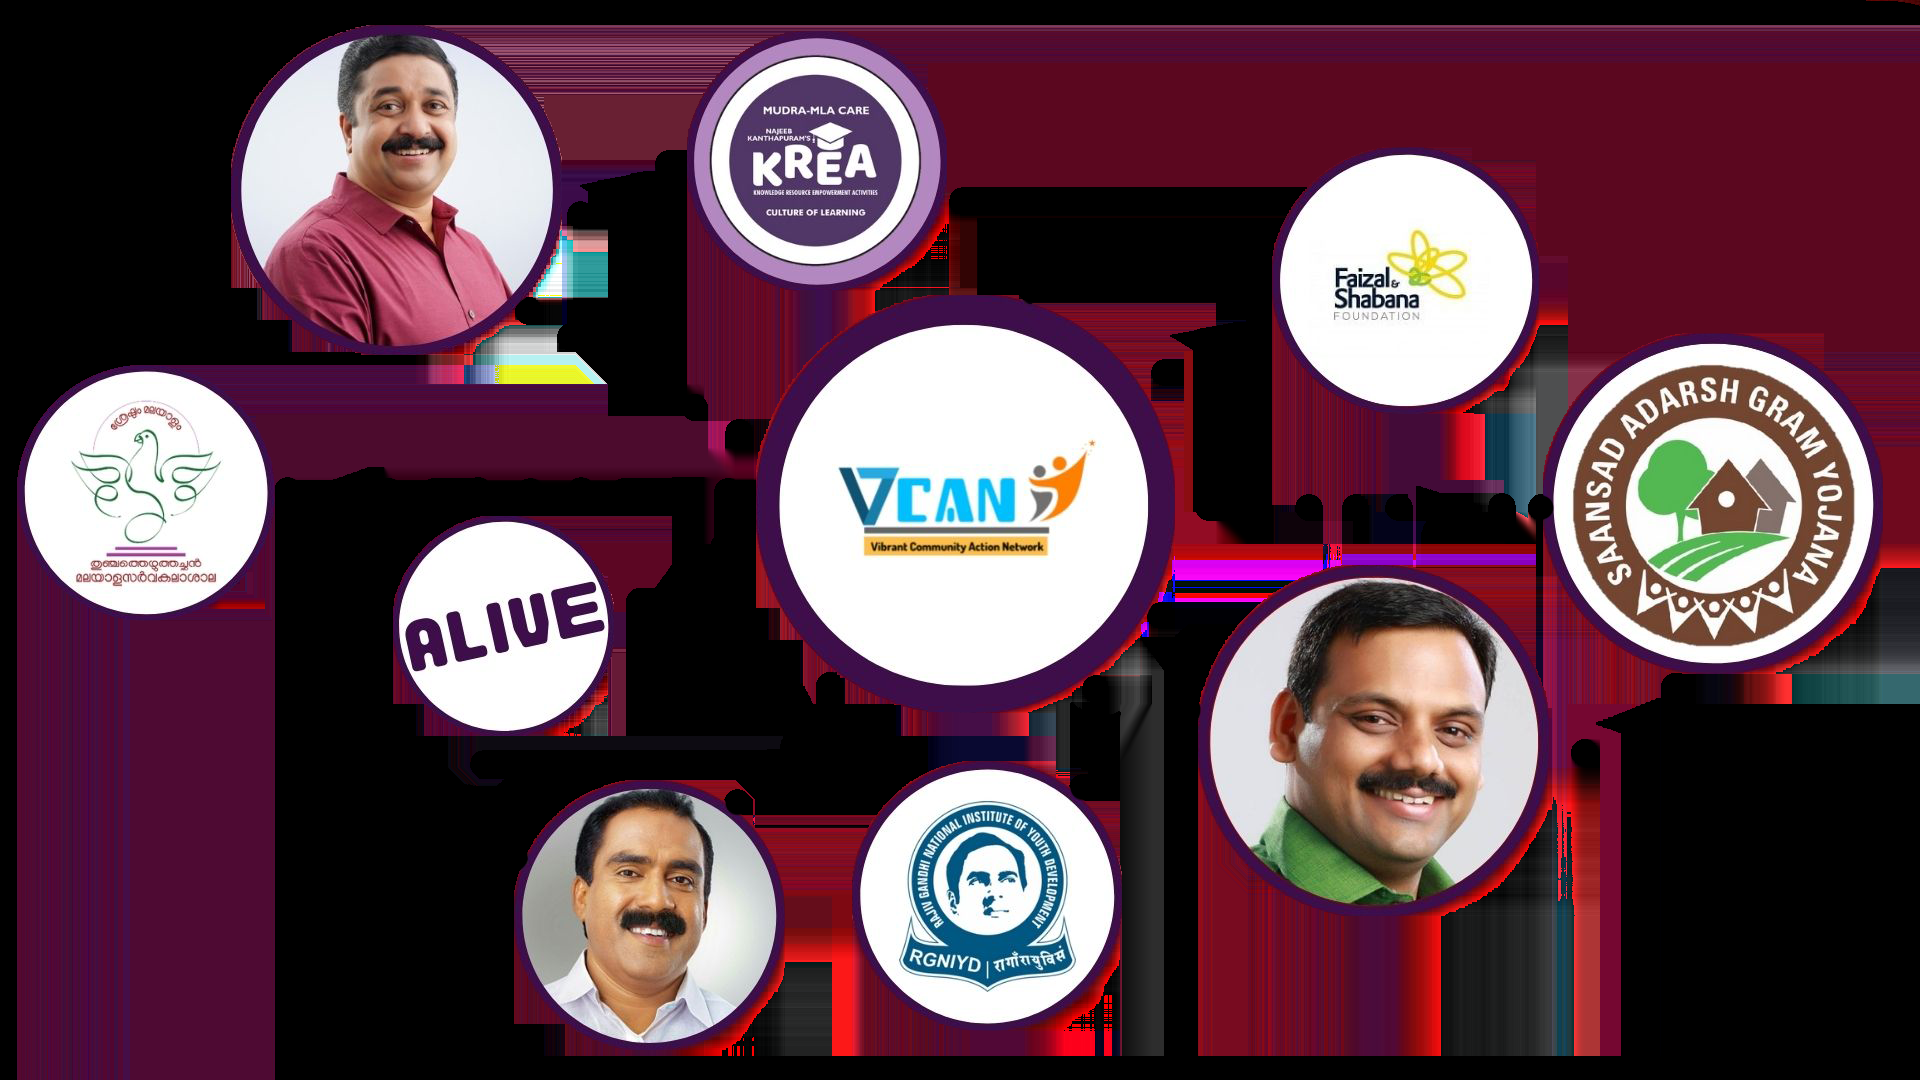 MUDRA-MLA CARE
NAJEEB
KANTHAPURAM'S
KREA
KNOWLEDGE RESOURCE EMPOWERMENT ACTIVITIES
CULTURE OF LEARNING
Faizal &
Shabana
FOUNDATION
ശ്രേഷ്ഠം മലയാളം
തുഞ്ചത്തെഴുത്തച്ഛൻ
മലയാളസർവകലാശാല
VCAN
Vibrant Community Action Network
SAANSAD ADARSH GRAM YOJANA
ALIVE
RAJIV GANDHI NATIONAL INSTITUTE OF YOUTH DEVELOPMENT
RGNIYD | रागाँरायुविसं